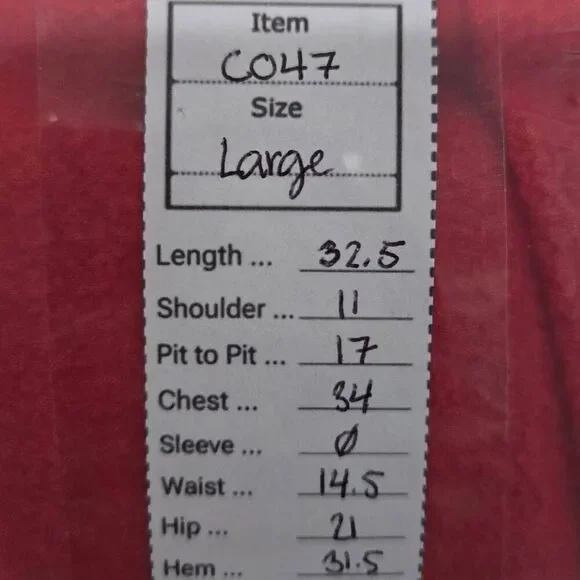 Item
CO47
Size
Large
Length ... 32.5
Shoulder ... 11
Pit to Pit ... 17
Chest ... 34
Sleeve ... Ø
Waist ... 14.5
Hip ... 21
Hem ... 31.5